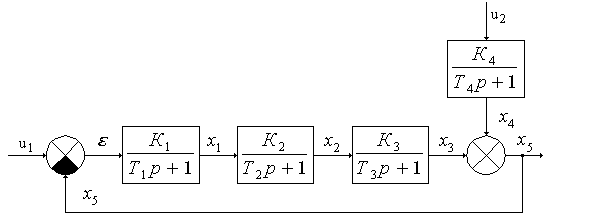 u₂
K₄
T₄p+1
x₄
u₁
ε
K₁
T₁p+1
x₁
K₂
T₂p+1
x₂
K₃
T₃p+1
x₃
x₅
x₅